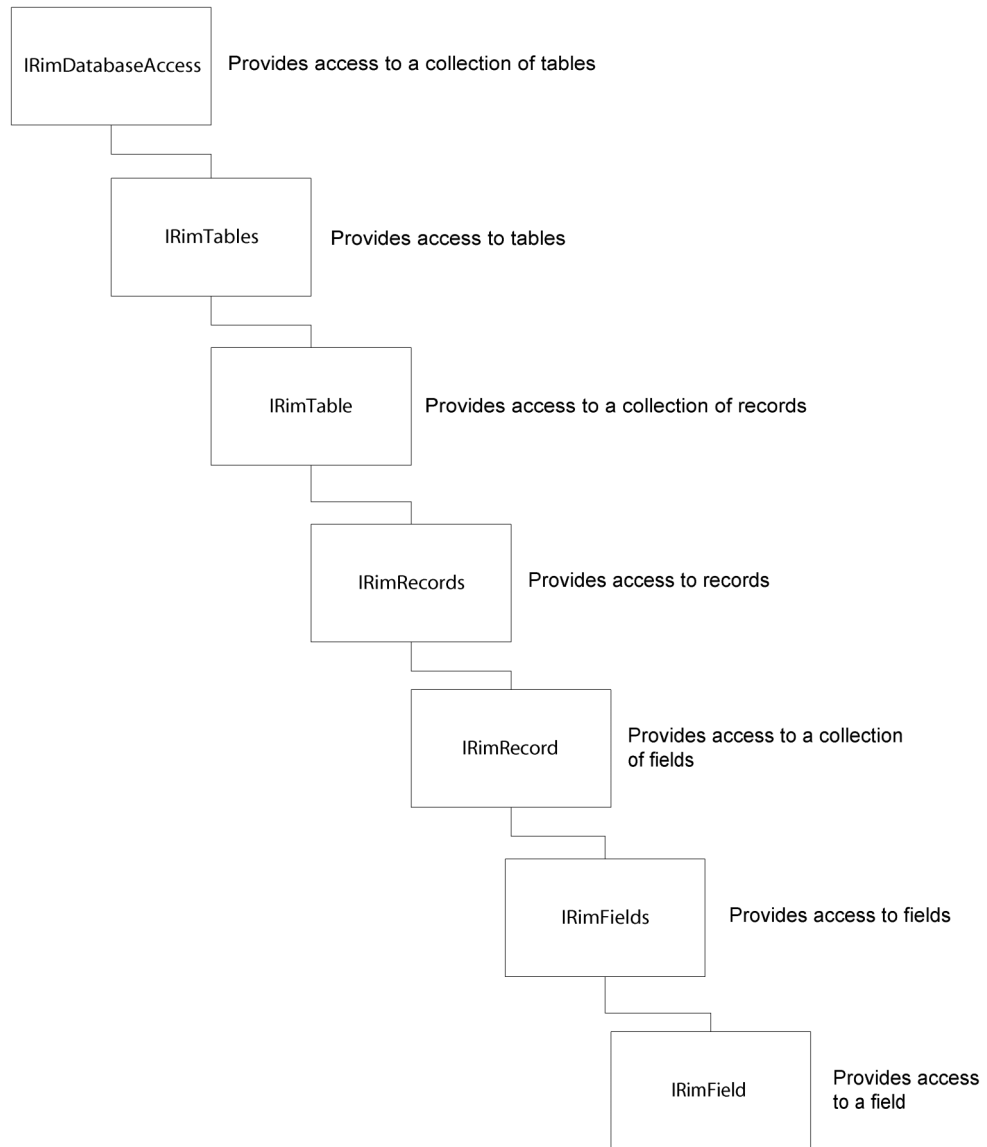 IRimDatabaseAccess
Provides access to a collection of tables
IRimTables
Provides access to tables
IRimTable
Provides access to a collection of records
IRimRecords
Provides access to records
IRimRecord
Provides access to a collection
of fields
IRimFields
Provides access to fields
IRimField
Provides access
to a field